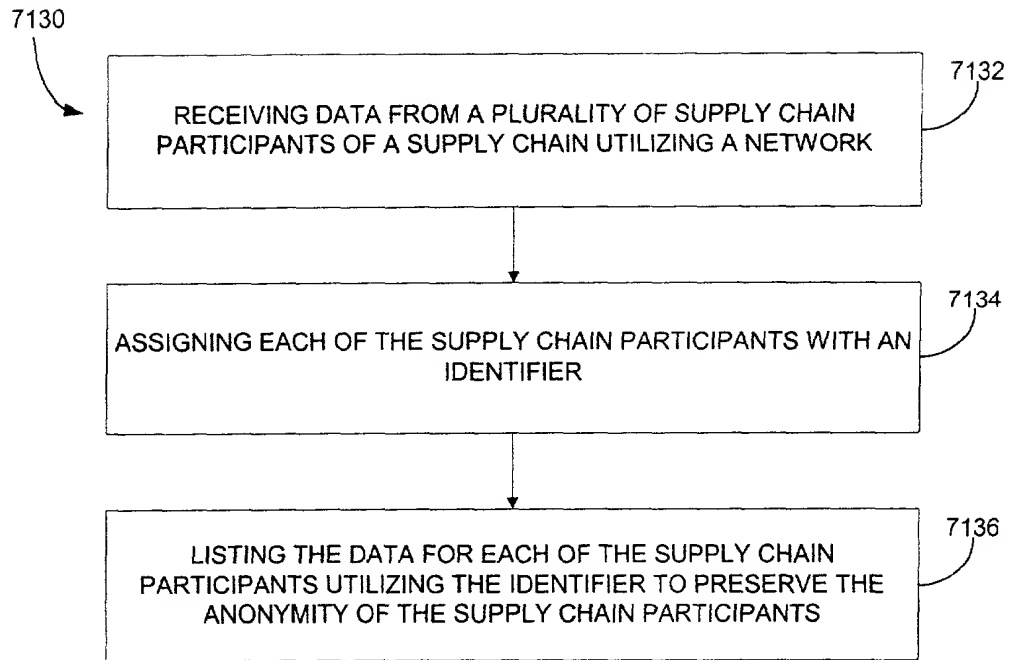 7130
7132
RECEIVING DATA FROM A PLURALITY OF SUPPLY CHAIN
PARTICIPANTS OF A SUPPLY CHAIN UTILIZING A NETWORK
7134
ASSIGNING EACH OF THE SUPPLY CHAIN PARTICIPANTS WITH AN
IDENTIFIER
7136
LISTING THE DATA FOR EACH OF THE SUPPLY CHAIN
PARTICIPANTS UTILIZING THE IDENTIFIER TO PRESERVE THE
ANONYMITY OF THE SUPPLY CHAIN PARTICIPANTS